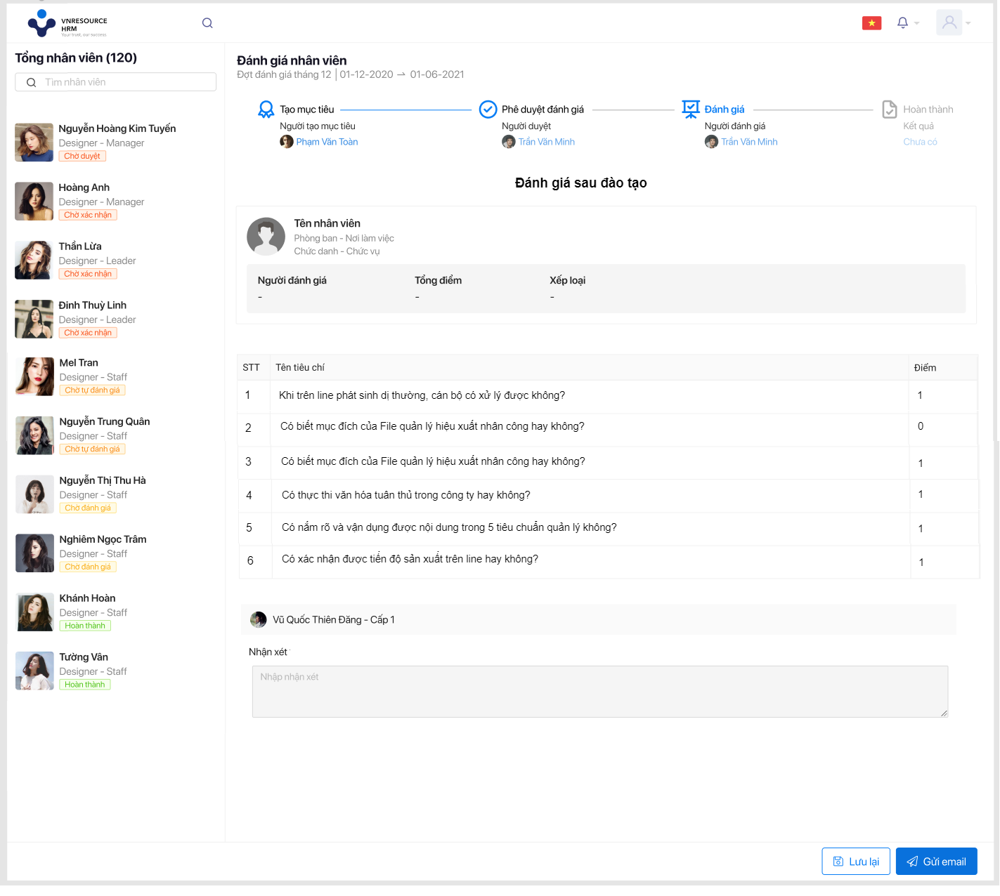 VNRESOURCE
HRM
Your trust, our success.
Tổng nhân viên (120)
Tìm nhân viên
Nguyễn Hoàng Kim Tuyến
Designer - Manager
Chờ duyệt
Hoàng Anh
Designer - Manager
Chờ xác nhận
Thần Lừa
Designer - Leader
Chờ xác nhận
Đinh Thuỳ Linh
Designer - Leader
Chờ xác nhận
Mel Tran
Designer - Staff
Chờ tự đánh giá
Nguyễn Trung Quân
Designer - Staff
Chờ tự đánh giá
Nguyễn Thị Thu Hà
Designer - Staff
Chờ đánh giá
Nghiêm Ngọc Trâm
Designer - Staff
Chờ đánh giá
Khánh Hoàn
Designer - Staff
Hoàn thành
Tường Vân
Designer - Staff
Hoàn thành
Đánh giá nhân viên
Đợt đánh giá tháng 12 | 01-12-2020 → 01-06-2021
Tạo mục tiêu
Người tạo mục tiêu
Phạm Văn Toàn
Phê duyệt đánh giá
Người duyệt
Trần Văn Minh
Đánh giá
Người đánh giá
Trần Văn Minh
Hoàn thành
Kết quả
Chưa có
Đánh giá sau đào tạo
Tên nhân viên
Phòng ban - Nơi làm việc
Chức danh - Chức vụ
Người đánh giá Tổng điểm Xếp loại
- - -
STT Tên tiêu chí Điểm
1 Khi trên line phát sinh dị thường, cán bộ có xử lý được không? 1
2 Có biết mục đích của File quản lý hiệu xuất nhân công hay không? 0
3 Có biết mục đích của File quản lý hiệu xuất nhân công hay không? 1
4 Có thực thi văn hóa tuân thủ trong công ty hay không? 1
5 Có nắm rõ và vận dụng được nội dung trong 5 tiêu chuẩn quản lý không? 1
6 Có xác nhận được tiến độ sản xuất trên line hay không? 1
Vũ Quốc Thiên Đăng - Cấp 1
Nhận xét
Nhập nhận xét
Lưu lại
Gửi email